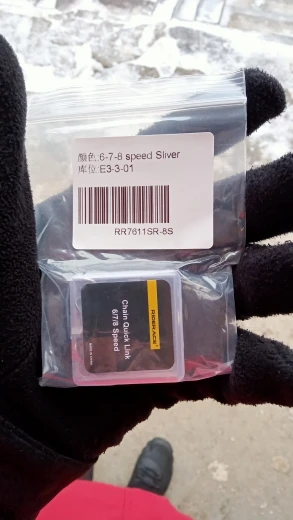 颜色:6-7-8 speed Sliver
库位:E3-3-01
RR7611SR-8S
RIDERACE
Chain Quick Link
6/7/8 Speed